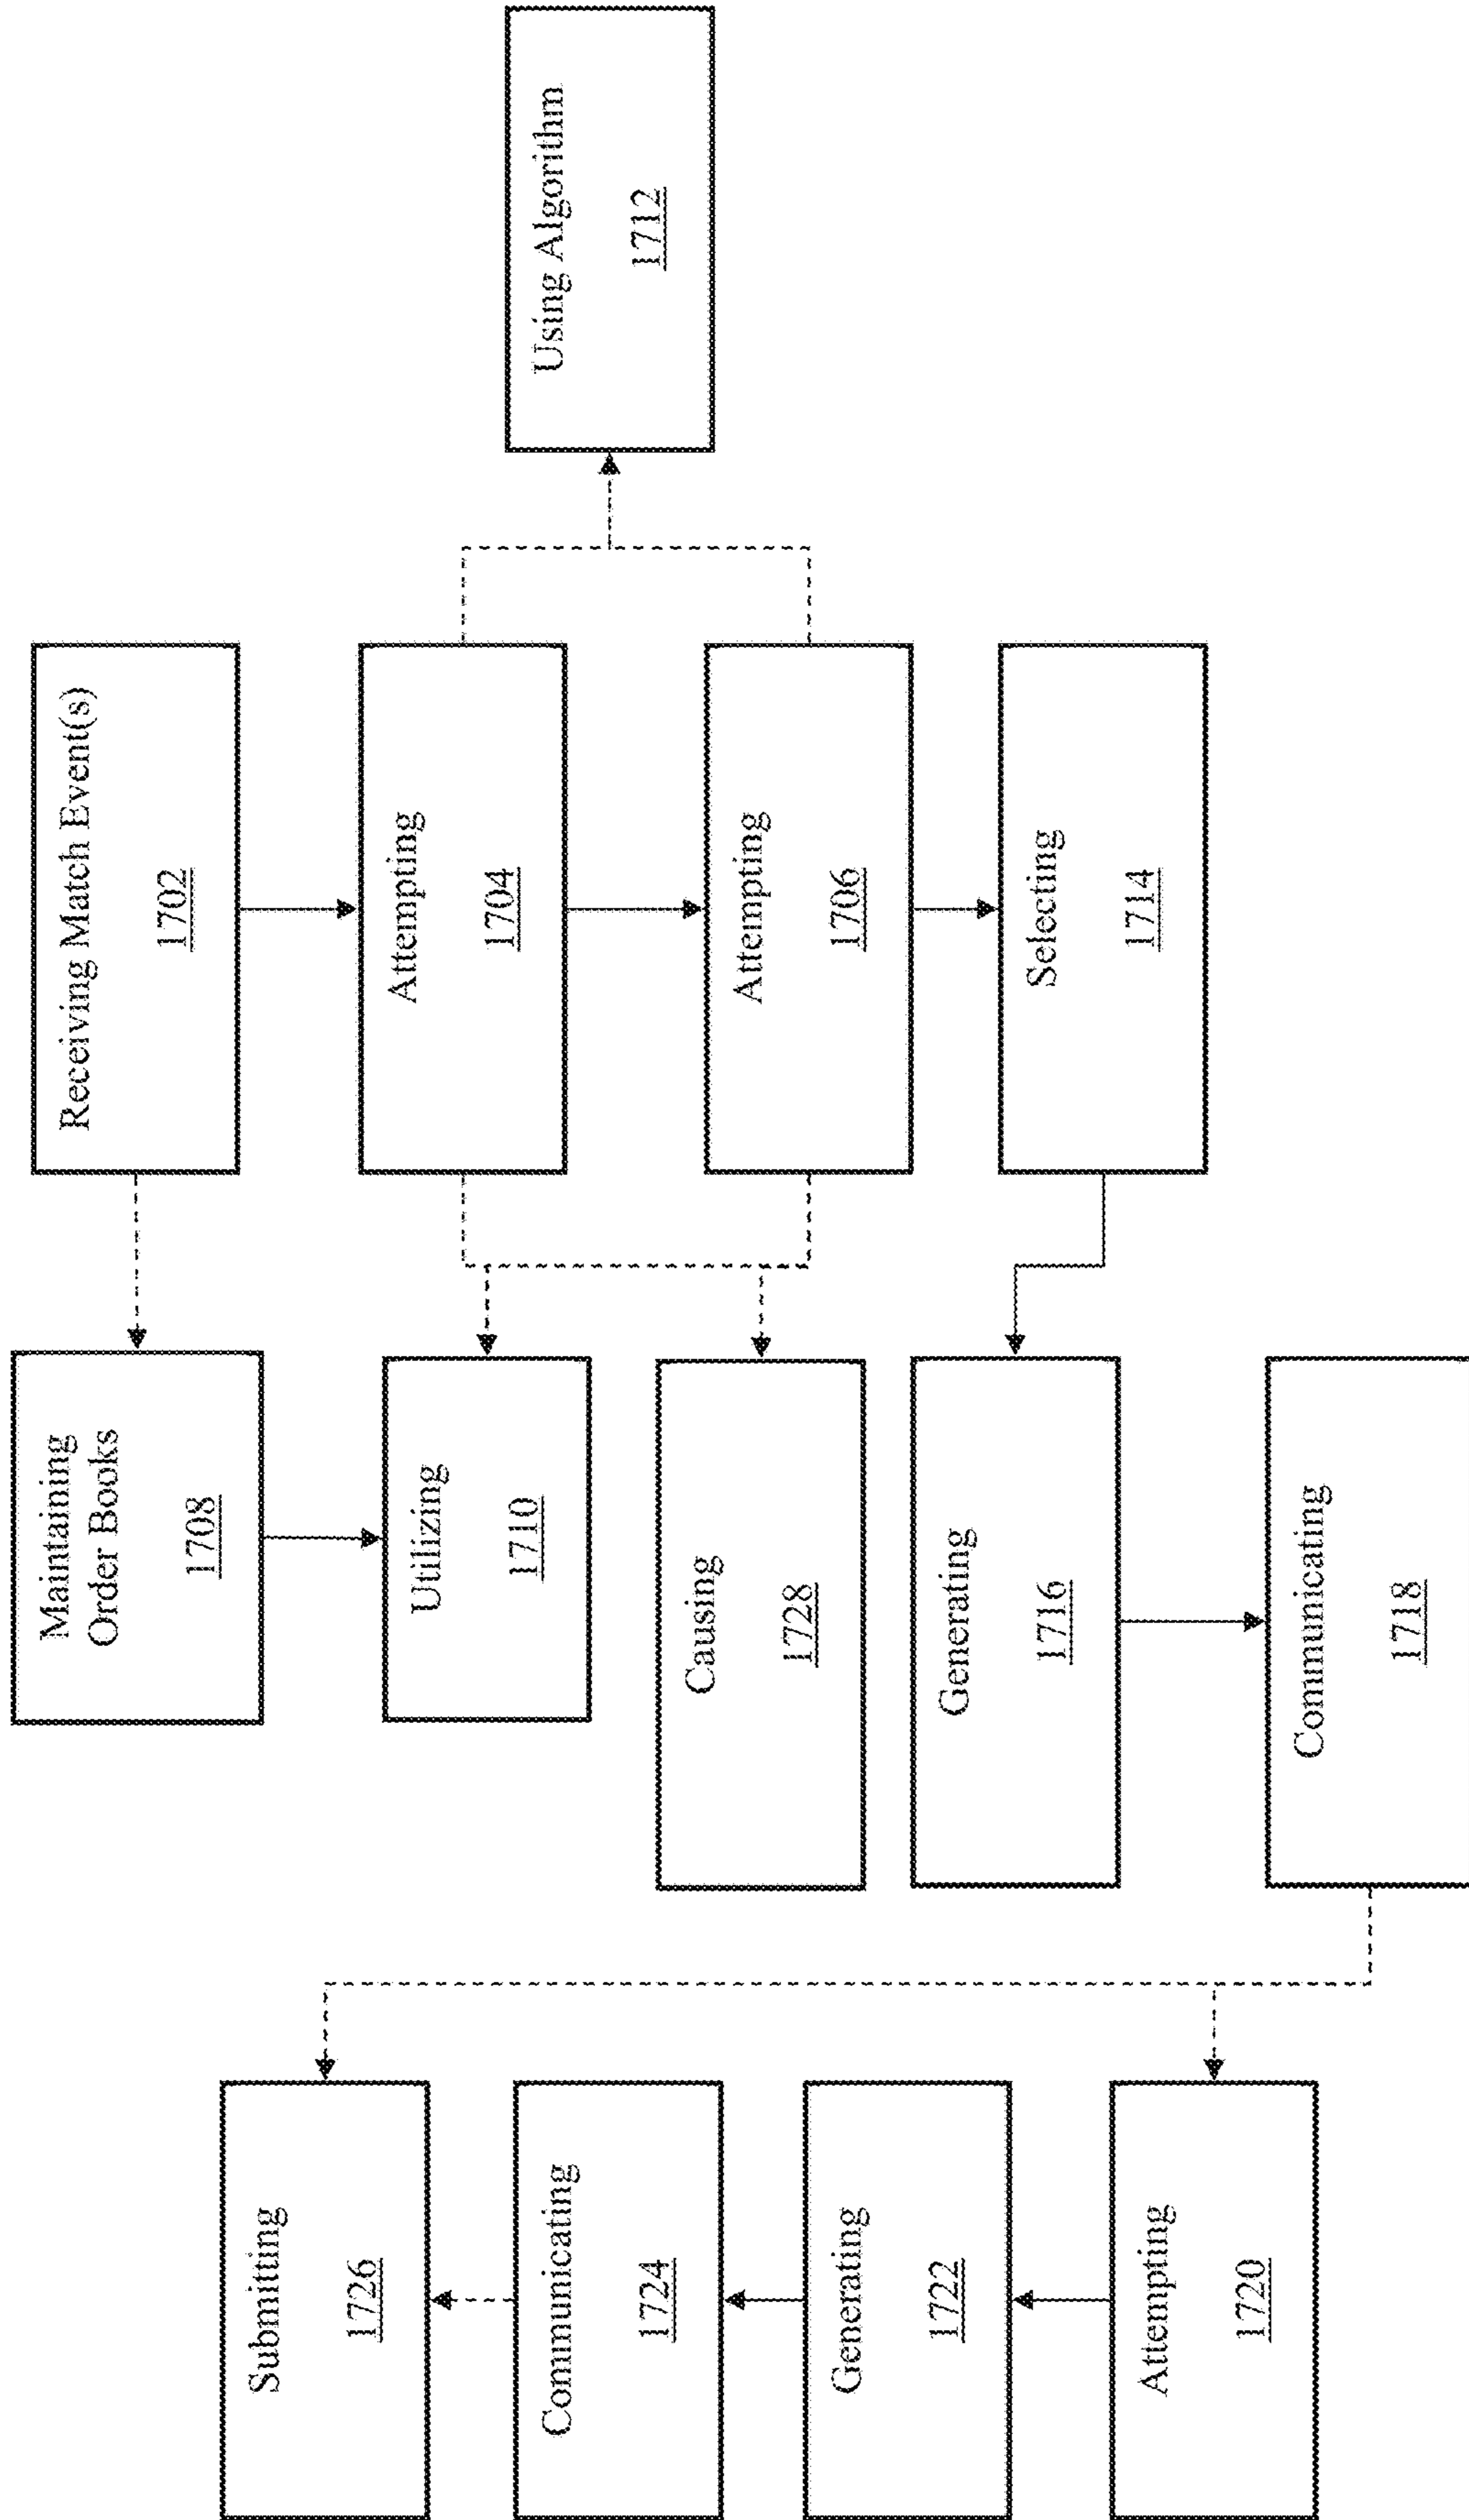 Receiving Match Event(s)
1702
Attempting
1704
Attempting
1706
Selecting
1714
Using Algorithm
1712
Maintaining
Order Books
1708
Utilizing
1710
Causing
1728
Generating
1716
Communicating
1718
Submitting
1726
Communicating
1724
Generating
1722
Attempting
1720